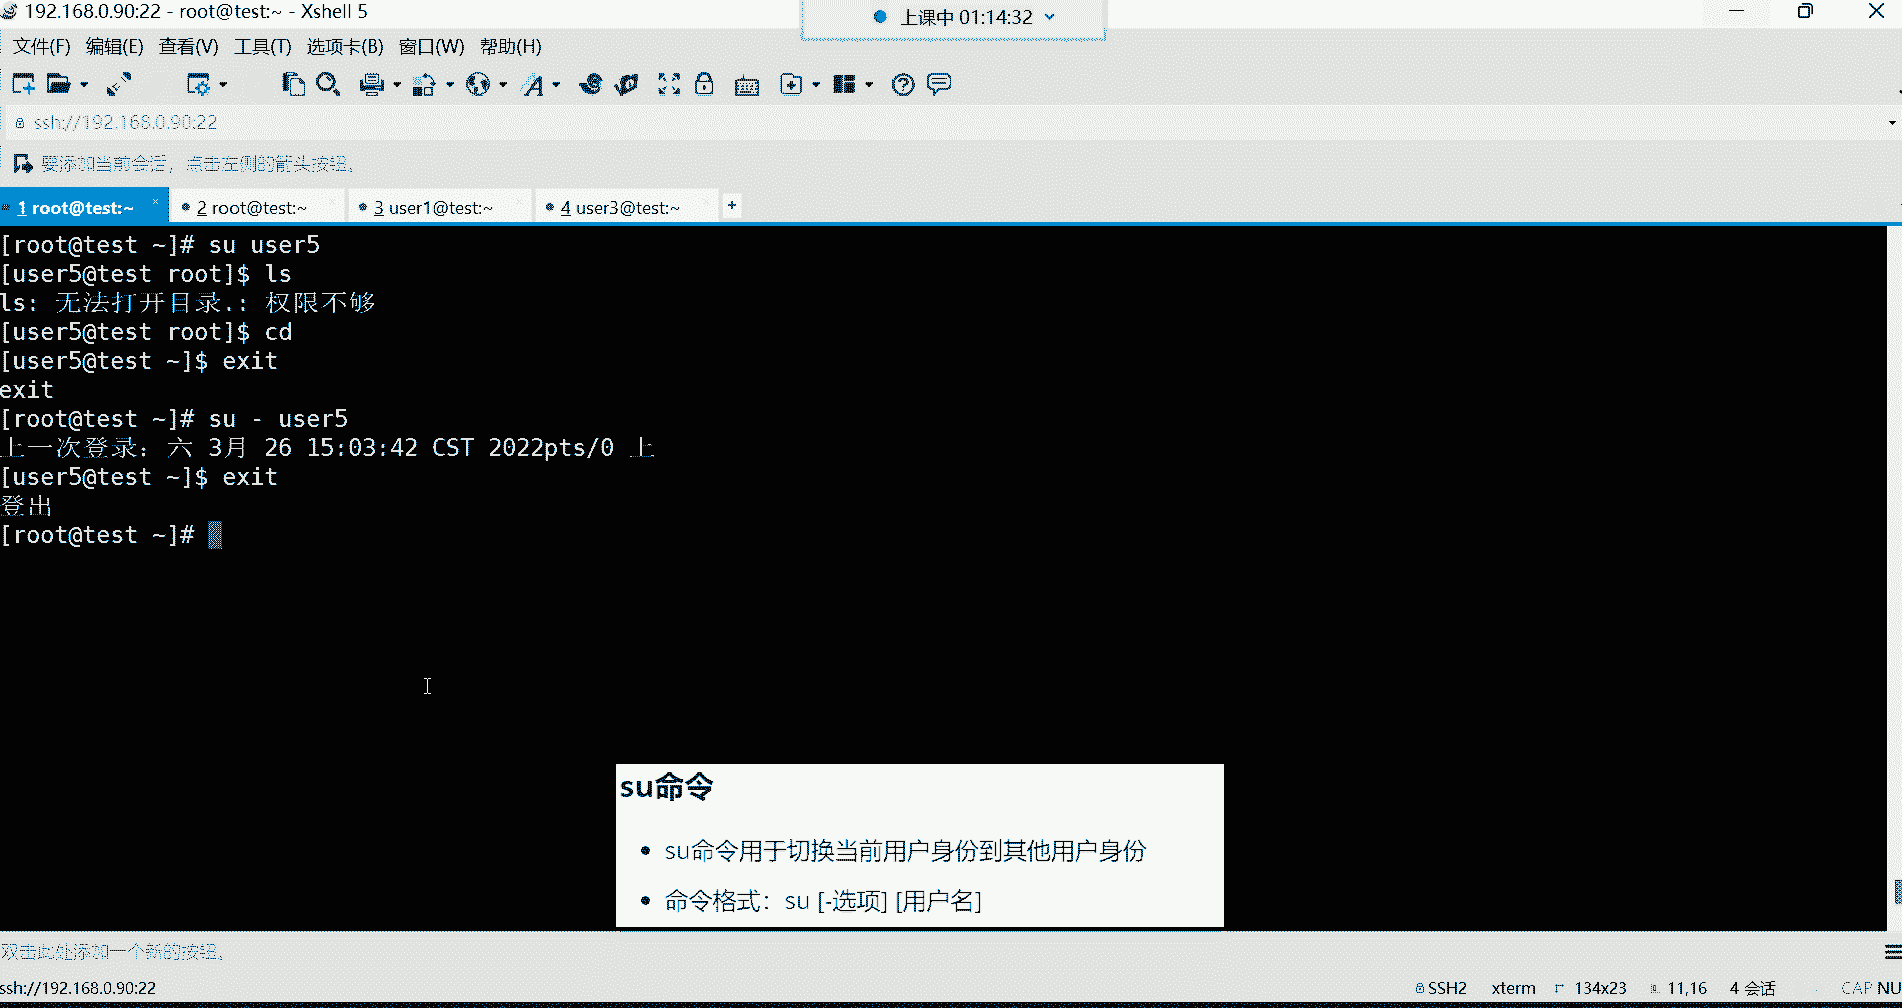 192.168.0.90:22 - root@test:~ - Xshell 5
上课中 01:14:32
文件(F) 编辑(E) 查看(V) 工具(T) 选项卡(B) 窗口(W) 帮助(H)
ssh://192.168.0.90:22
要添加当前会话，点击左侧的箭头按钮。
1 root@test:~ 2 root@test:~ 3 user1@test:~ 4 user3@test:~ +
[root@test ~]# su user5
[user5@test root]$ ls
ls: 无法打开目录.: 权限不够
[user5@test root]$ cd
[user5@test ~]$ exit
exit
[root@test ~]# su - user5
上一次登录：六 3月 26 15:03:42 CST 2022pts/0 上
[user5@test ~]$ exit
登出
[root@test ~]#
su命令
su命令用于切换当前用户身份到其他用户身份
命令格式：su [-选项] [用户名]
双击此处添加一个新的按钮。
ssh://192.168.0.90:22 SSH2 xterm 134x23 11,16 4 会话 CAP NU